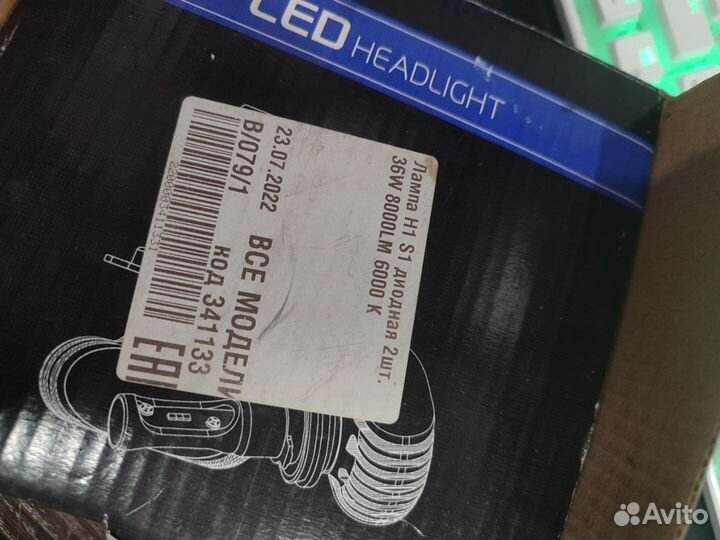 LED HEADLIGHT
Лампа H1 S1 диодная 2шт.
36W 8000LM 6000 K
ВСЕ МОДЕЛИ
код 341133
23.07.2022
В/079/1
2200000341133
EAC
Avito